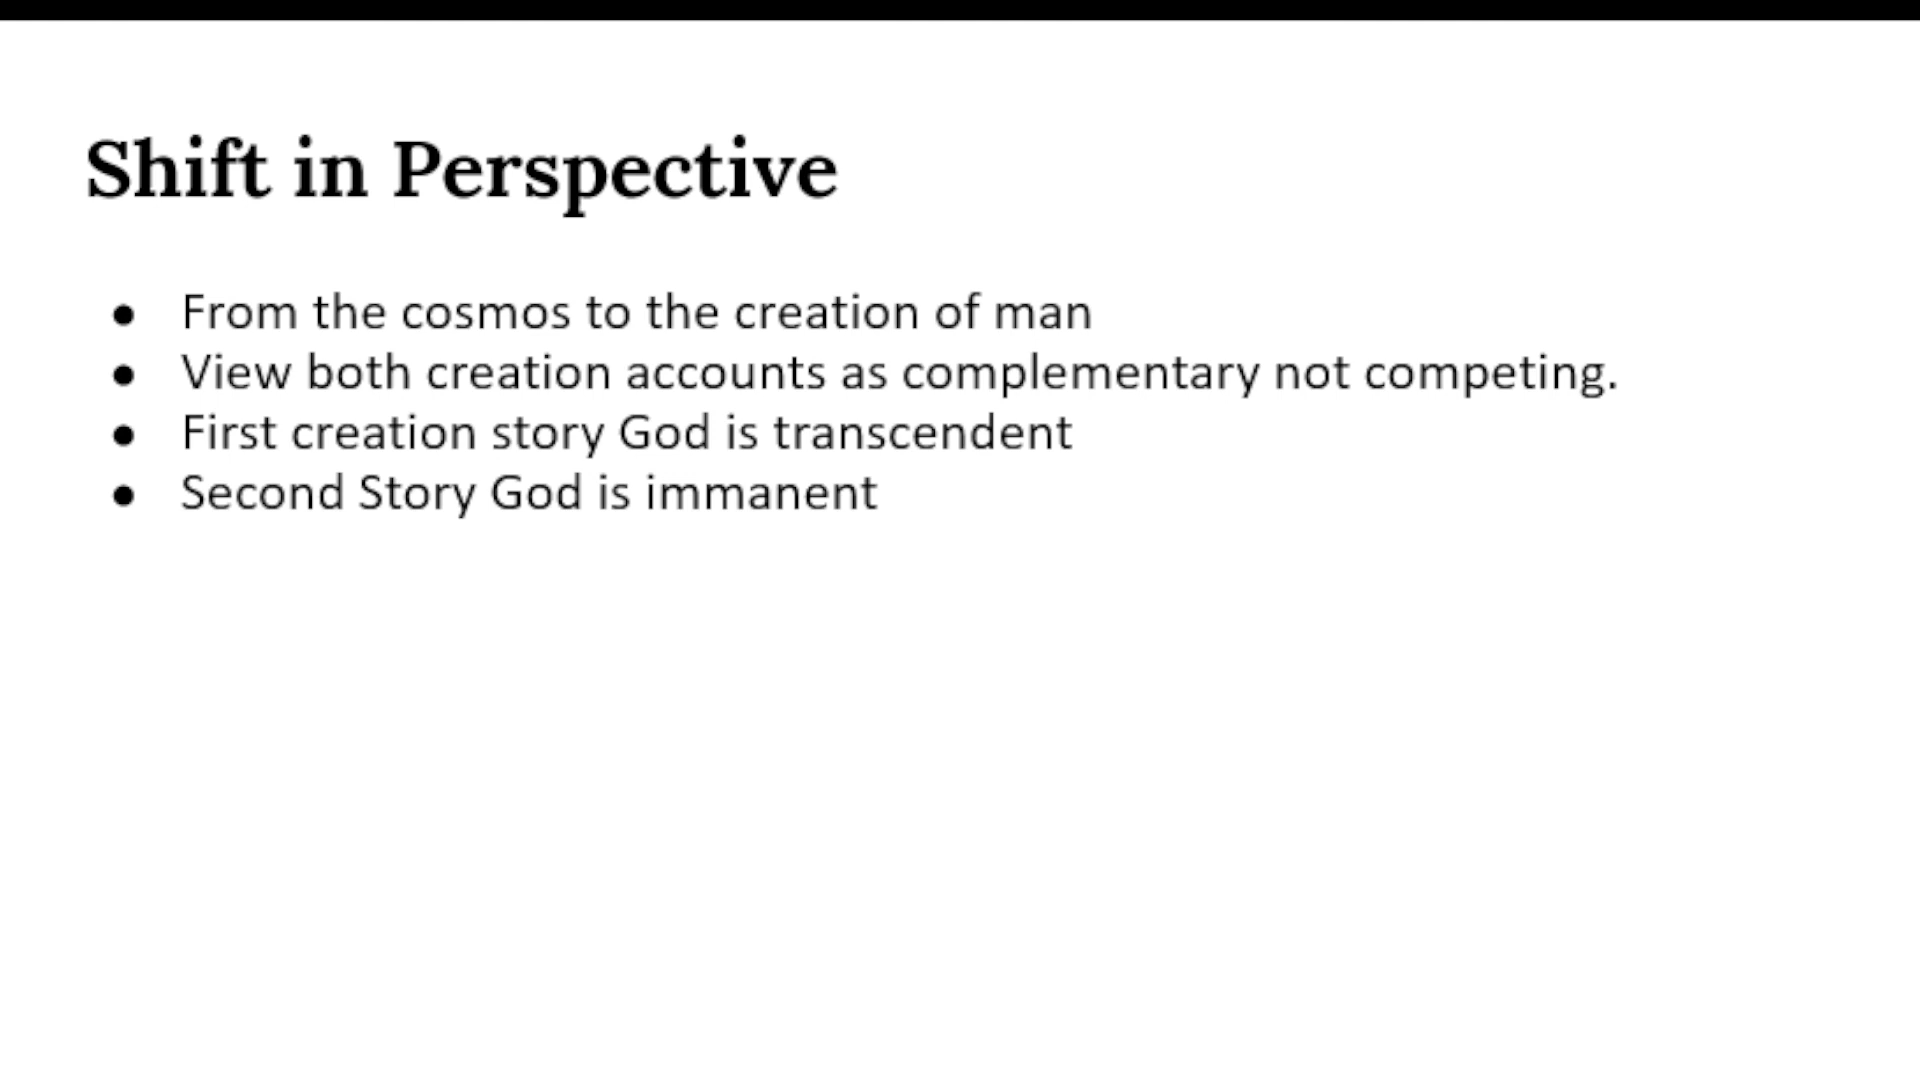 Shift in Perspective
● From the cosmos to the creation of man
● View both creation accounts as complementary not competing.
● First creation story God is transcendent
● Second Story God is immanent